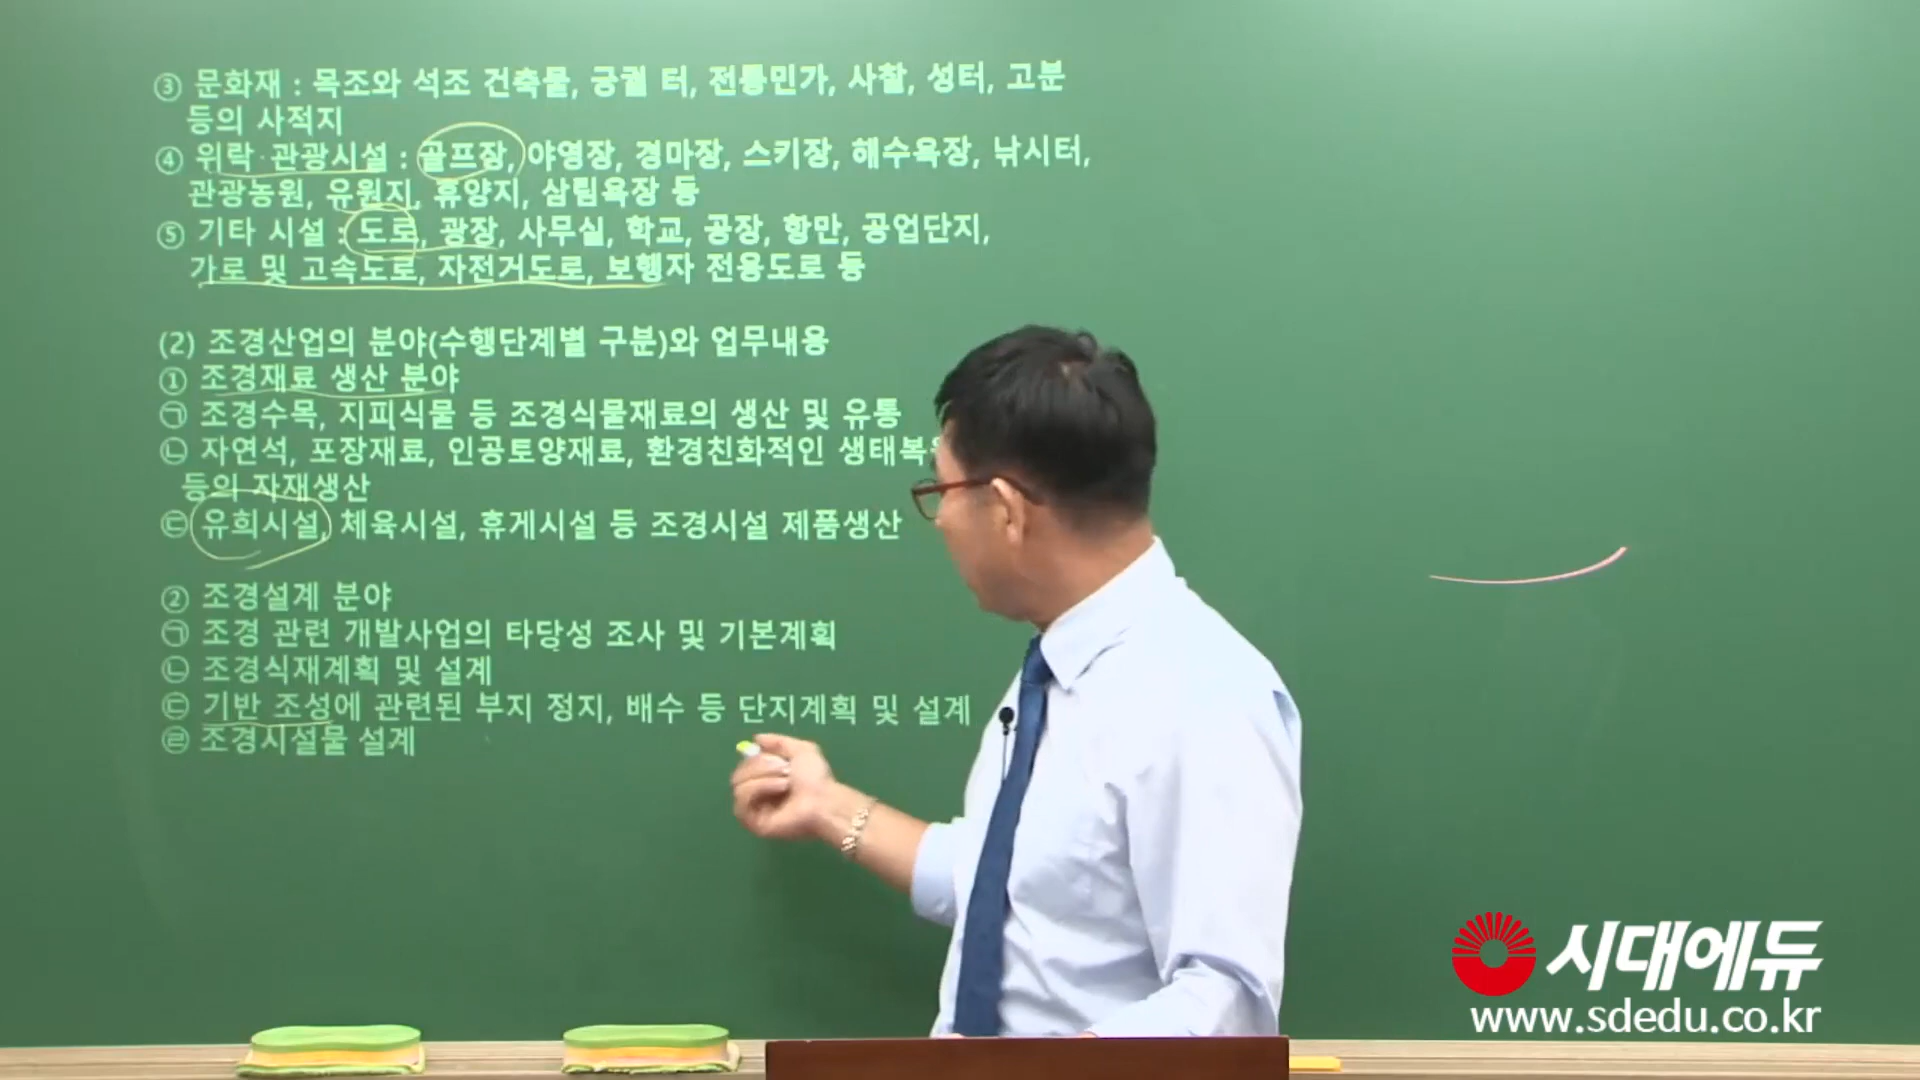 ③ 문화재 : 목조와 석조 건축물, 궁궐 터, 전통민가, 사찰, 성터, 고분
등의 사적지
④ 위락·관광시설 : 골프장, 야영장, 경마장, 스키장, 해수욕장, 낚시터,
관광농원, 유원지, 휴양지, 삼림욕장 등
⑤ 기타 시설 : 도로, 광장, 사무실, 학교, 공장, 항만, 공업단지,
가로 및 고속도로, 자전거도로, 보행자 전용도로 등
(2) 조경산업의 분야(수행단계별 구분)와 업무내용
① 조경재료 생산 분야
㉠ 조경수목, 지피식물 등 조경식물재료의 생산 및 유통
㉡ 자연석, 포장재료, 인공토양재료, 환경친화적인
등의 자재생산
㉢ 유희시설, 체육시설, 휴게시설 등 조경시설 제품생산
② 조경설계 분야
㉠ 조경 관련 개발사업의 타당성 조사 및 기본계획
㉡ 조경식재계획 및 설계
㉢ 기반 조성에 관련된 부지 정지, 배수 등 단지계획 및 설계
㉣ 조경시설물 설계
시대에듀
www.sdedu.co.kr